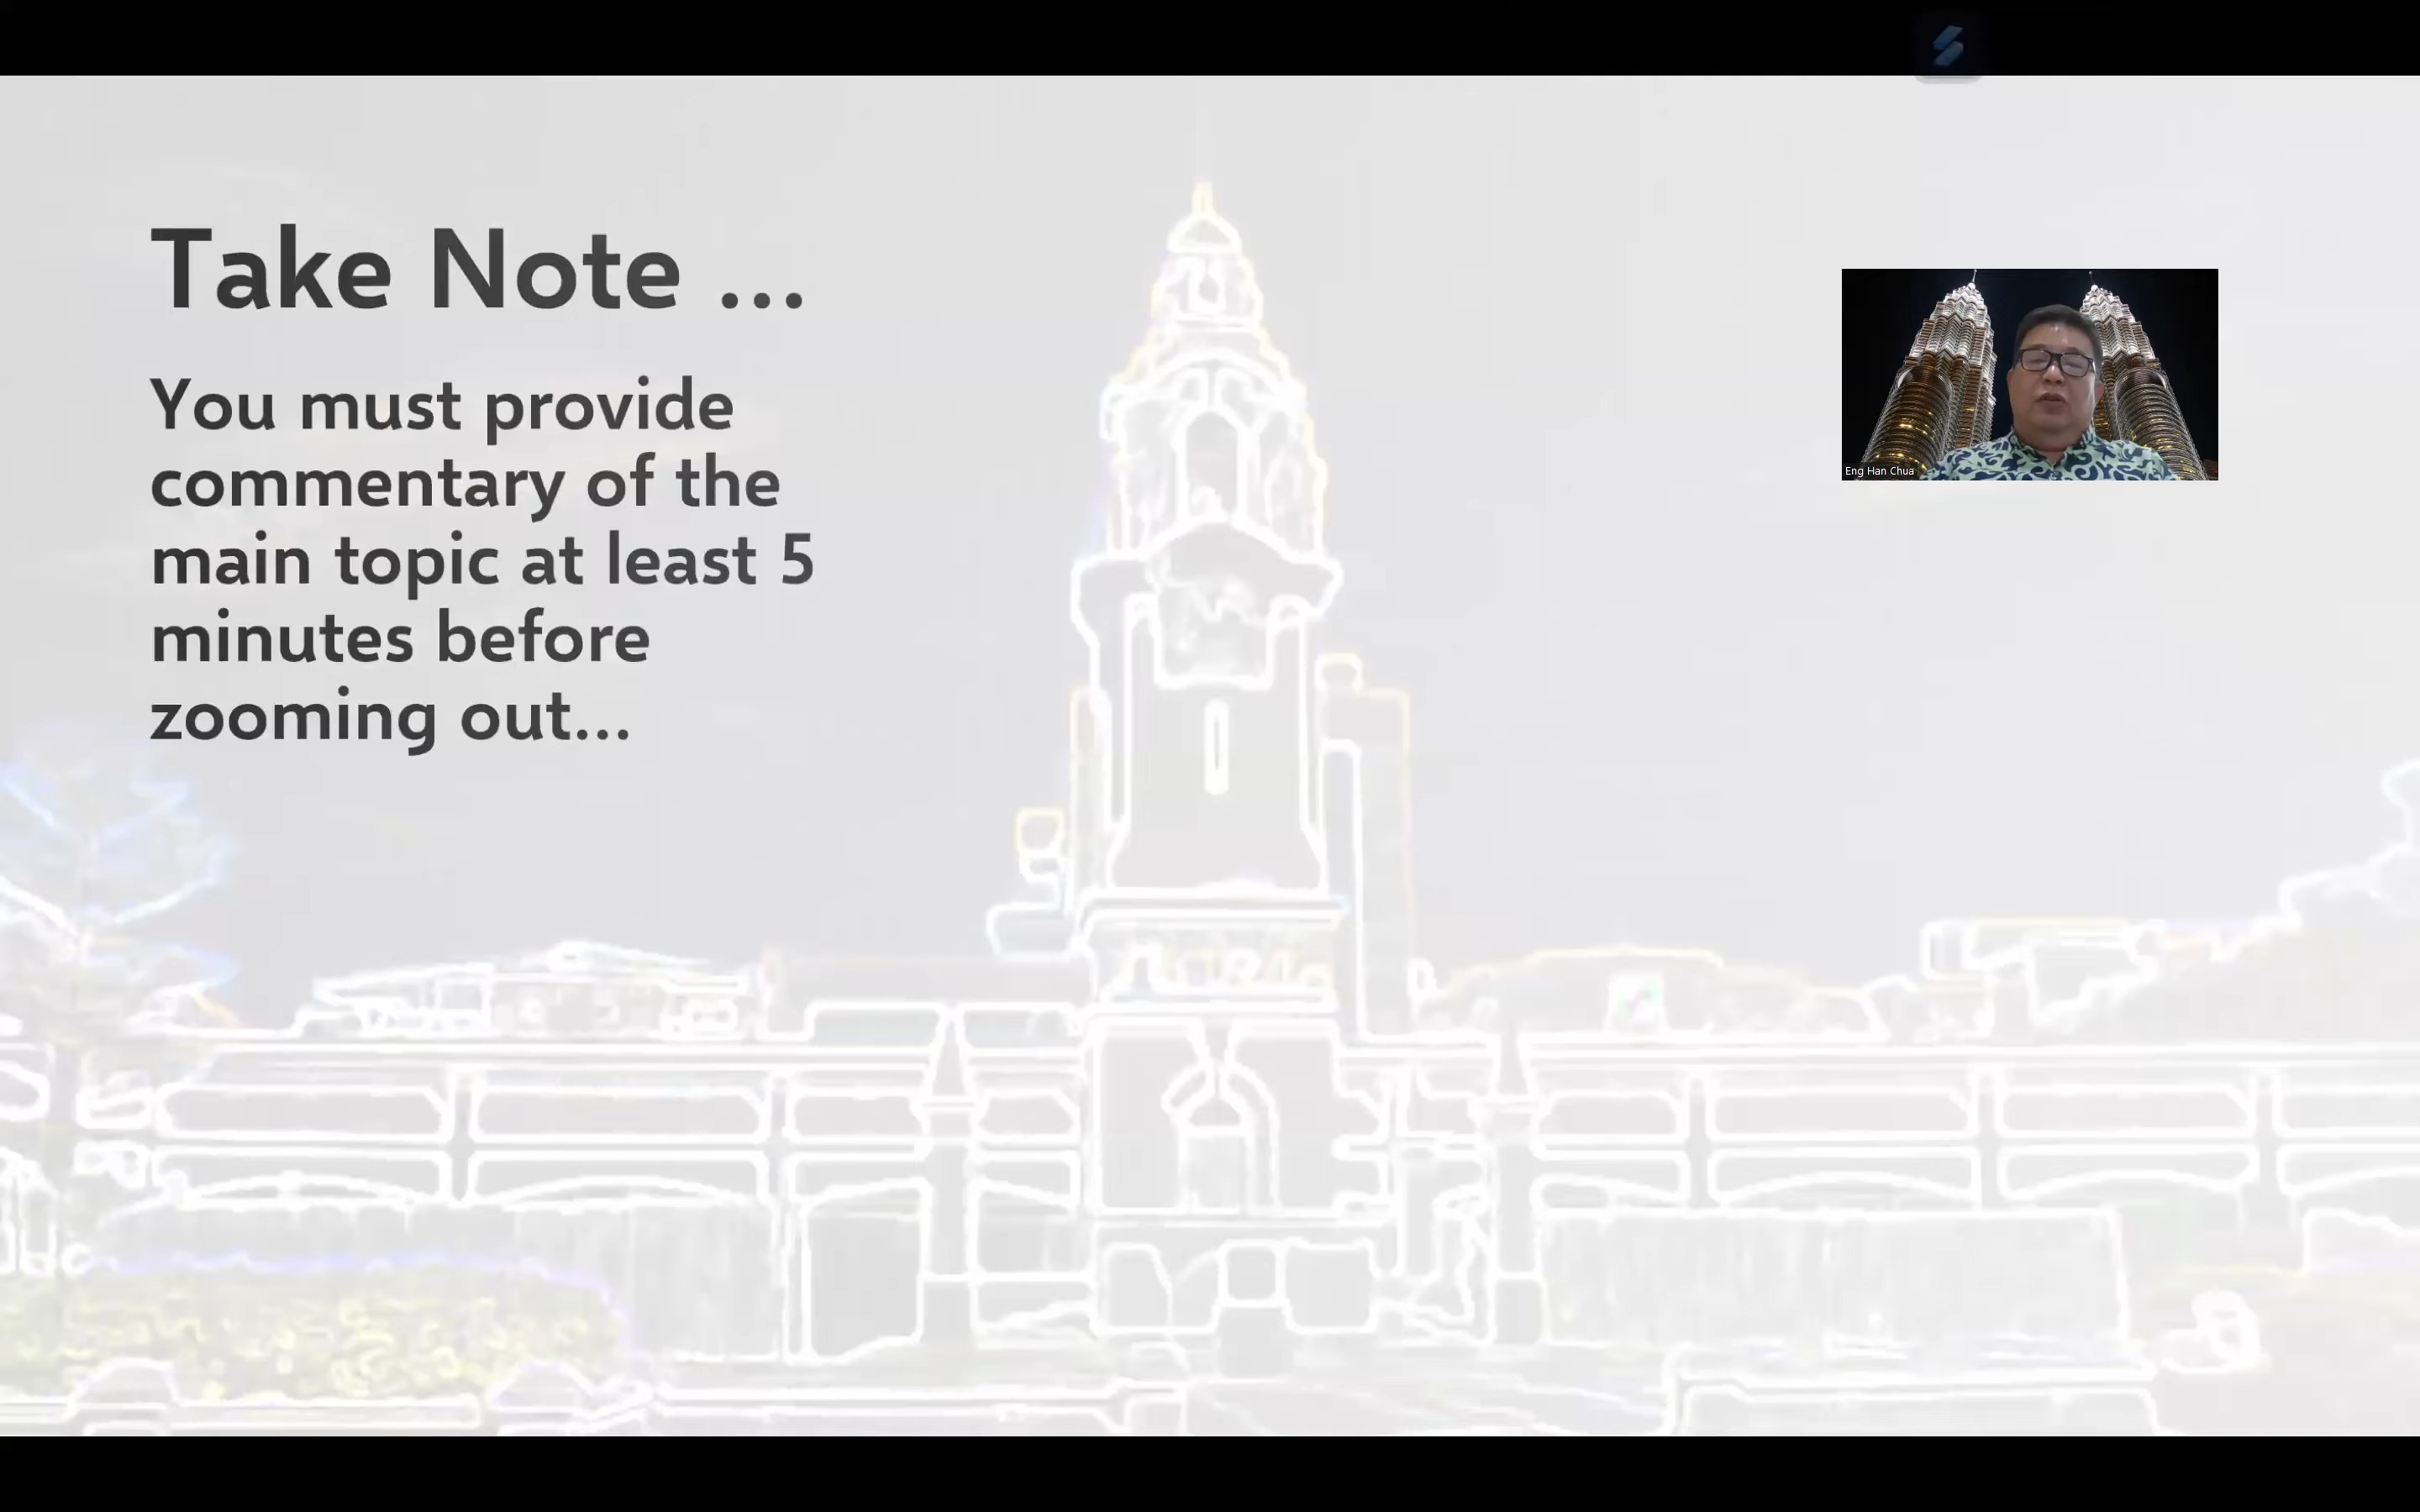 Take Note ...
You must provide
commentary of the
main topic at least 5
minutes before
zooming out...
Eng Han Chua